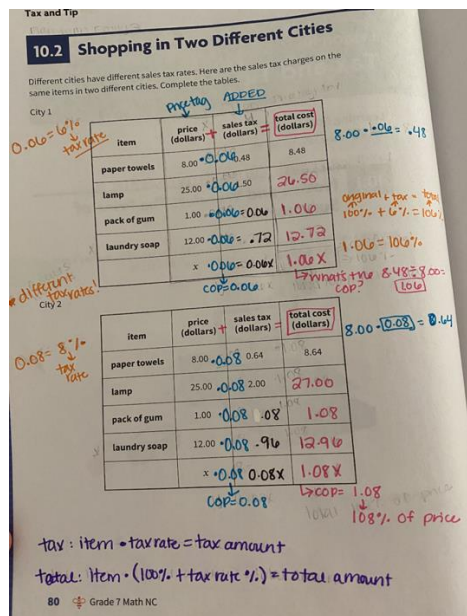 Tax and Tip
10.2 Shopping in Two Different Cities
Different cities have different sales tax rates. Here are the sales tax charges on the
same items in two different cities. Complete the tables.
City 1
Price tag ADDED
0.06 = 6%
tax rate
item price (dollars) + sales tax (dollars) = total cost (dollars)
8.00 · .06 = .48
paper towels 8.00 · 0.06 0.48 8.48
lamp 25.00 · 0.06 1.50 26.50
original + tax = total
100% + 6% = 106%
pack of gum 1.00 · 0.06 = 0.06 1.06
1.06 = 106%
laundry soap 12.00 · 0.06 = .72 12.72
x · 0.06 = 0.06x 1.06x
COP = 0.06
↳ what's the COP? 8.48 ÷ 8.00 =
1.06
different tax rates!
City 2
0.08 = 8%
tax rate
item price (dollars) + sales tax (dollars) = total cost (dollars)
8.00 · 0.08 = 0.64
paper towels 8.00 · 0.08 0.64 8.64
lamp 25.00 · 0.08 2.00 27.00
pack of gum 1.00 · 0.08 .08 1.08
laundry soap 12.00 · 0.08 .96 12.96
x · 0.08 0.08x 1.08x
COP = 0.08
↳ COP = 1.08
108% of price
tax : item · tax rate = tax amount
total: item · (100% + tax rate %) = total amount
80 Grade 7 Math NC